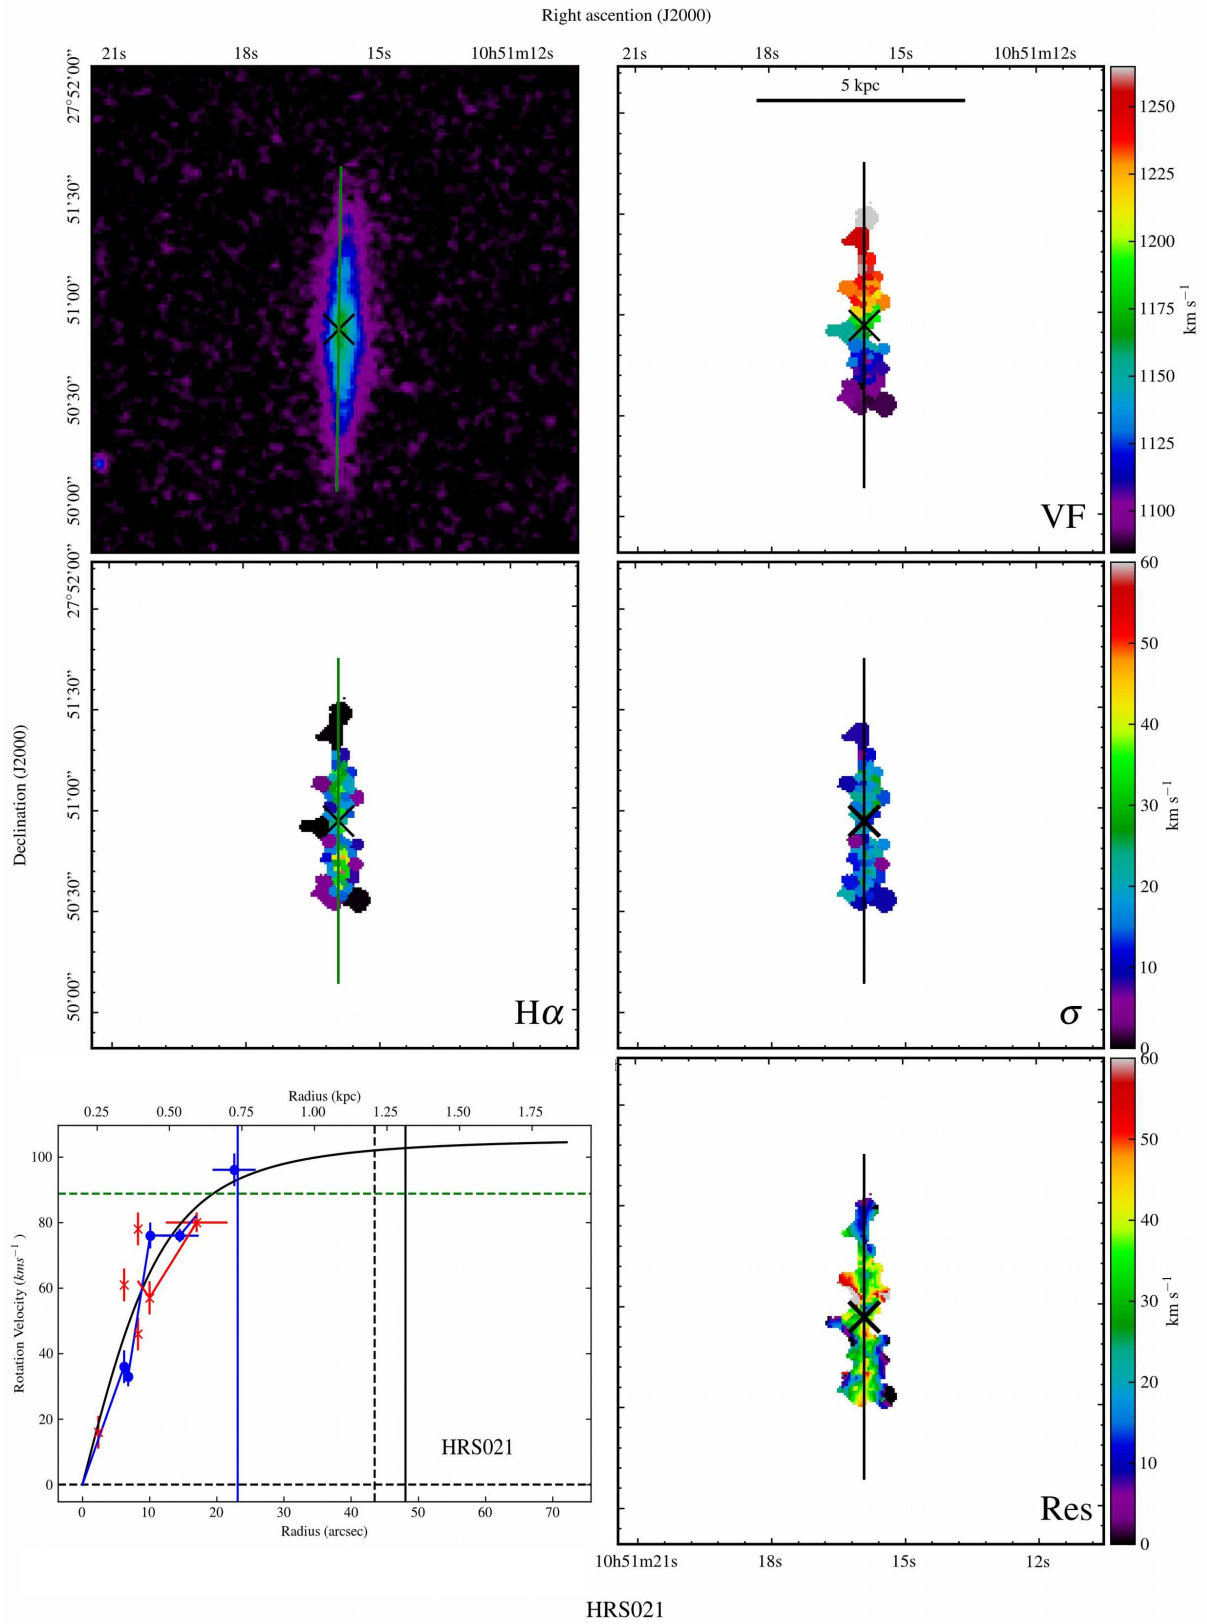 Right ascention (J2000)
21s 18s 15s 10h51m12s
21s 18s 15s 10h51m12s
27°52'00”
51'30”
51'00”
50'30”
50'00”
5 kpc
VF
1250
1225
1200
1175
1150
1125
1100
km s−1
Declination (J2000)
27°52'00”
51'30”
51'00”
50'30”
50'00”
Hα
σ
60
50
40
30
20
10
0
km s−1
Radius (kpc)
0.25 0.50 0.75 1.00 1.25 1.50 1.75
Rotation Velocity (kms−1 )
100
80
60
40
20
0
HRS021
0 10 20 30 40 50 60 70
Radius (arcsec)
Res
60
50
40
30
20
10
0
km s−1
10h51m21s 18s 15s 12s
HRS021